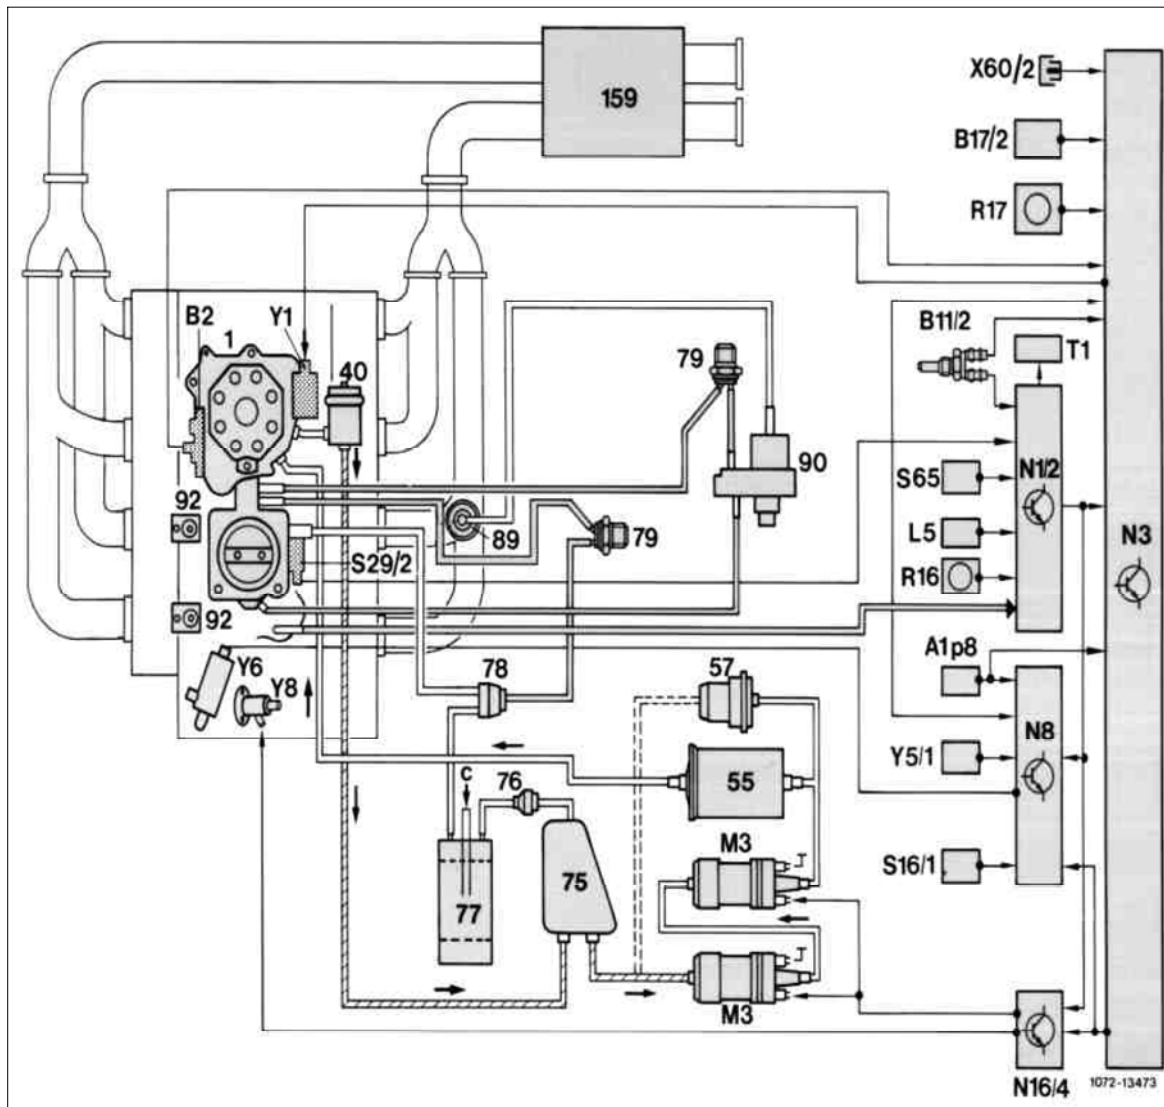 X60/2
159
B17/2
R17
B2
Y1
1
B11/2
40
79
T1
90
S65
N1/2
92
L5
N3
89
79
S29/2
R16
92
A1p8
78
57
Y6
Y8
N8
Y5/1
c
76
55
M3
S16/1
75
77
M3
N16/4
1072-13473